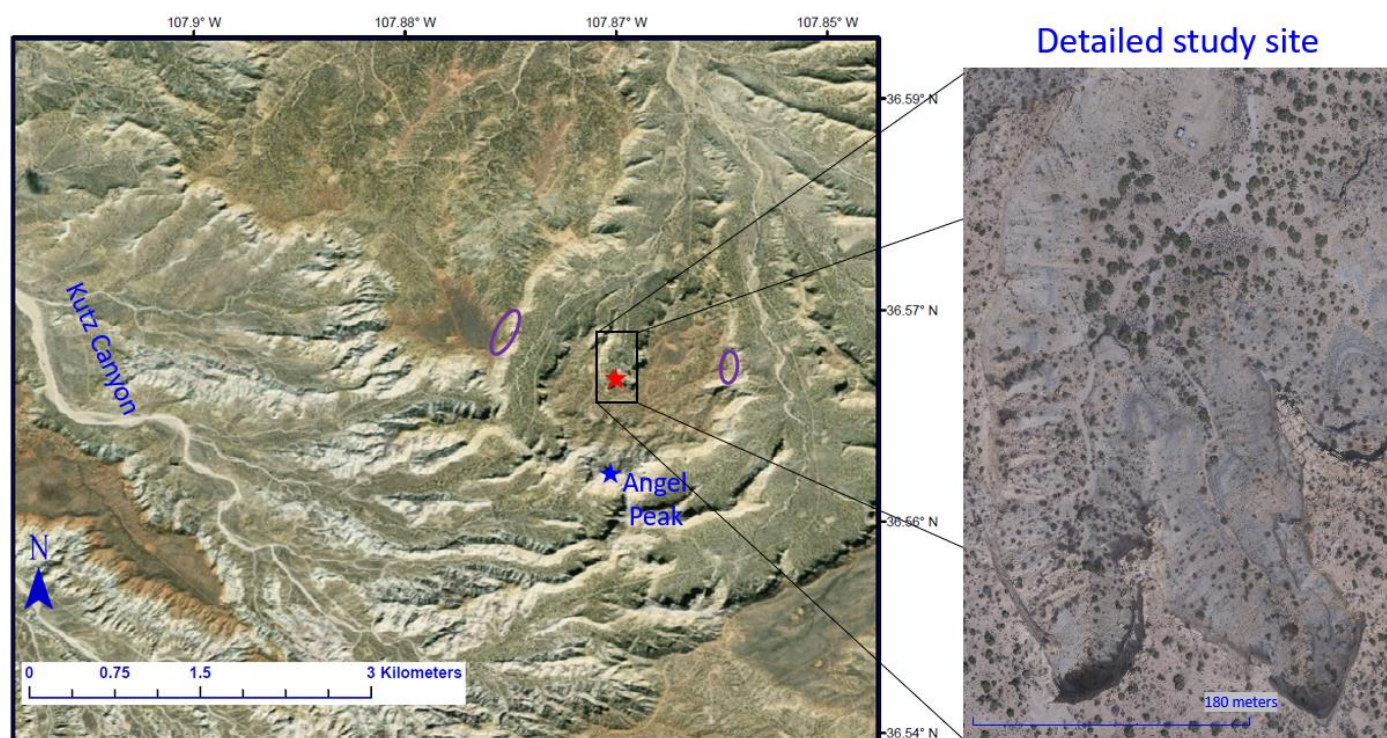 107.9° W
107.88° W
107.87° W
107.85° W
Detailed study site
36.59° N
36.57° N
Kutz Canyon
Angel
Peak
36.56° N
N
0 0.75 1.5 3 Kilometers
180 meters
36.54° N